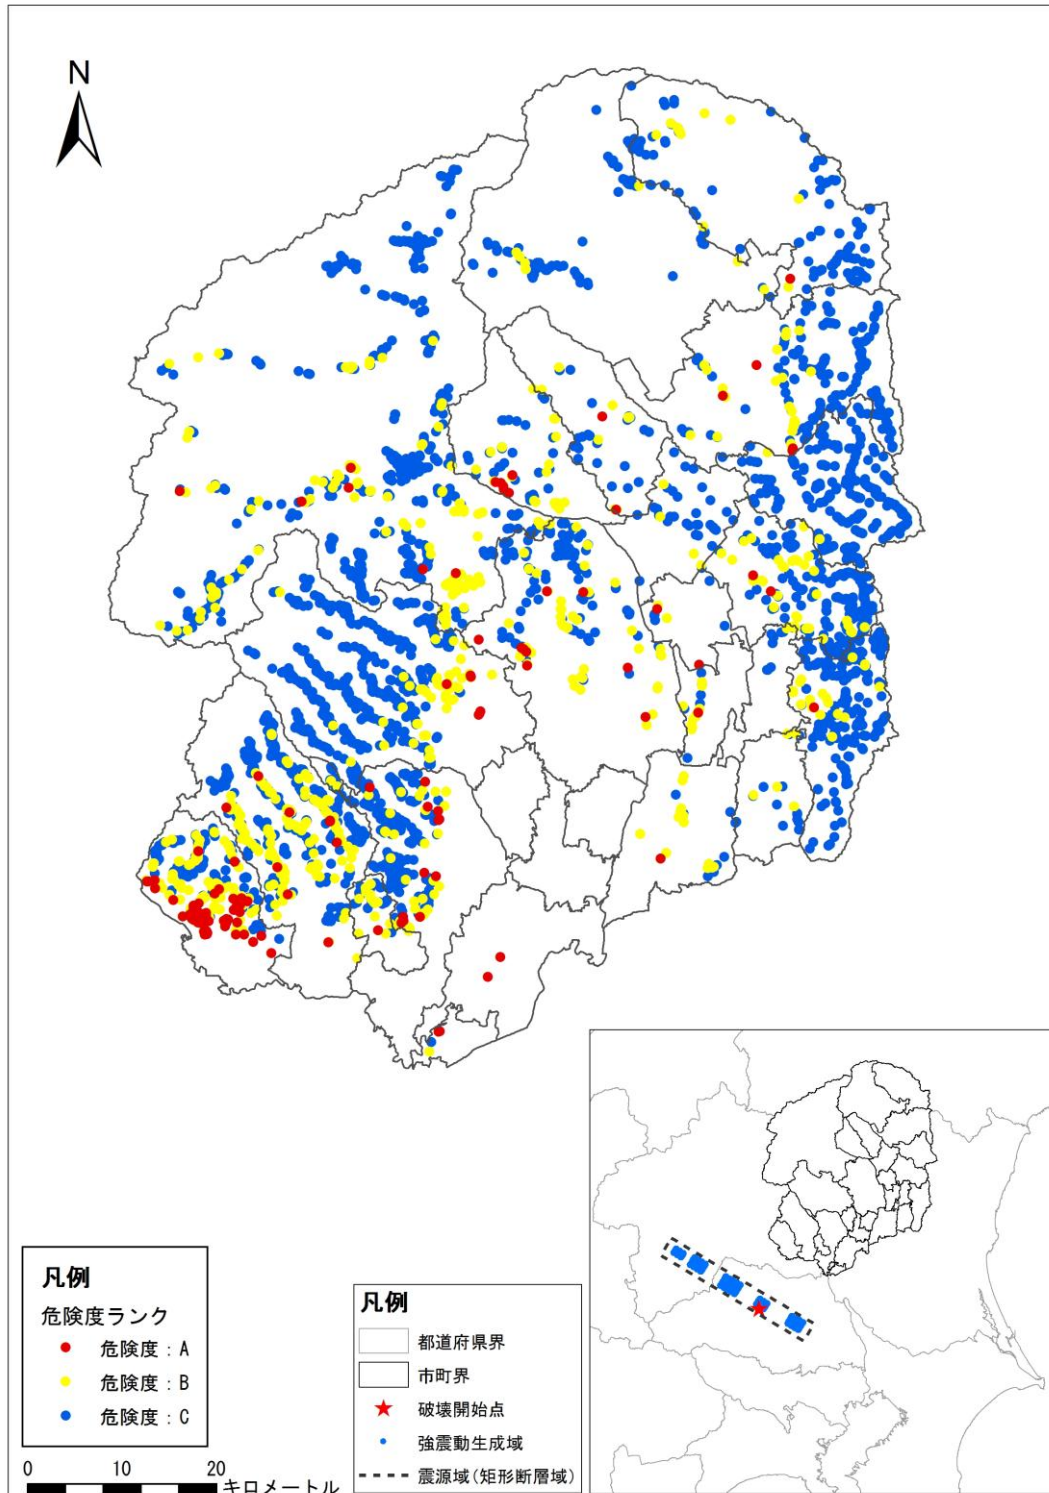 N
凡例
危険度ランク
危険度：A
危険度：B
危険度：C
0 10 20
キロメートル
凡例
都道府県界
市町界
破壊開始点
強震動生成域
震源域(矩形断層域)